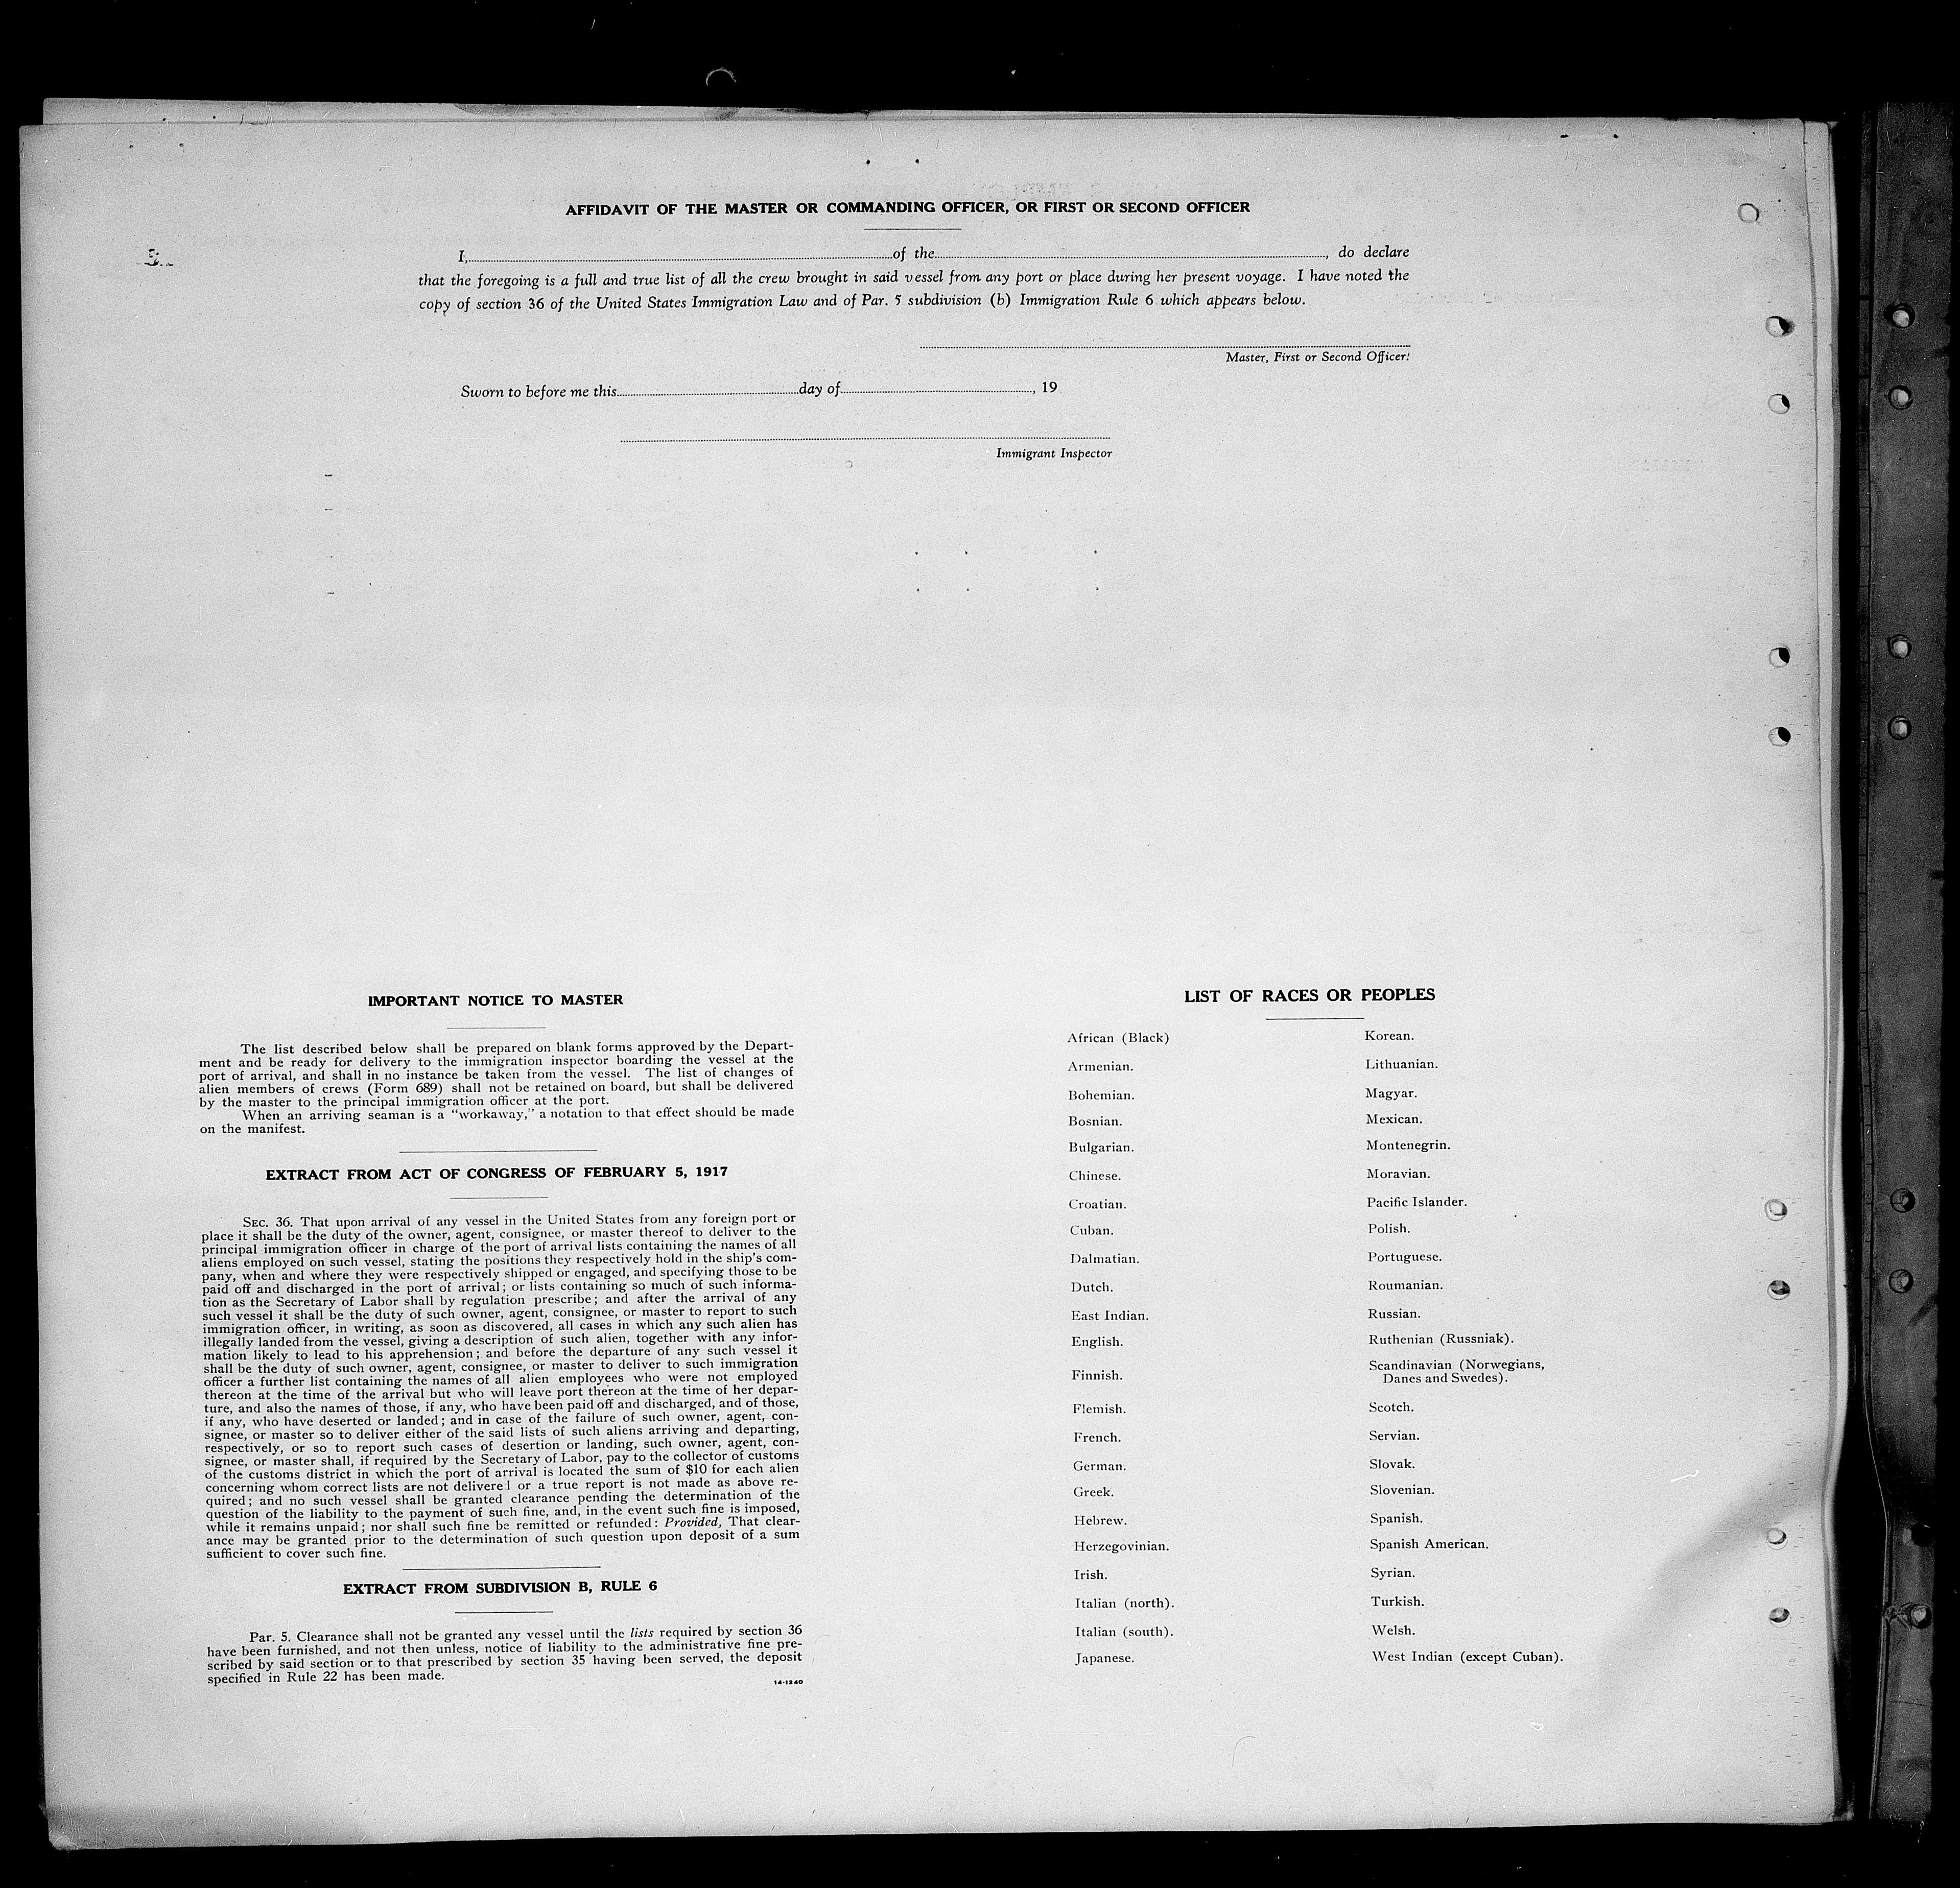 AFFIDAVIT OF THE MASTER OR COMMANDING OFFICER, OR FIRST OR SECOND OFFICER
I, of the , do declare
that the foregoing is a full and true list of all the crew brought in said vessel from any port or place during her present voyage. I have noted the
copy of section 36 of the United States Immigration Law and of Par. 5 subdivision (b) Immigration Rule 6 which appears below.
Master, First or Second Officer.
Sworn to before me this day of , 19
Immigrant Inspector
IMPORTANT NOTICE TO MASTER
The list described below shall be prepared on blank forms approved by the Depart-
ment and be ready for delivery to the immigration inspector boarding the vessel at the
port of arrival, and shall in no instance be taken from the vessel. The list of changes of
alien members of crews (Form 689) shall not be retained on board, but shall be delivered
by the master to the principal immigration officer at the port.
When an arriving seaman is a "workaway," a notation to that effect should be made
on the manifest.
EXTRACT FROM ACT OF CONGRESS OF FEBRUARY 5, 1917
SEC. 36. That upon arrival of any vessel in the United States from any foreign port or
place it shall be the duty of the owner, agent, consignee, or master thereof to deliver to the
principal immigration officer in charge of the port of arrival lists containing the names of all
aliens employed on such vessel, stating the positions they respectively hold in the ship's com-
pany, when and where they were respectively shipped or engaged, and specifying those to be
paid off and discharged in the port of arrival; or lists containing so much of such informa-
tion as the Secretary of Labor shall by regulation prescribe; and after the arrival of any
such vessel it shall be the duty of such owner, agent, consignee, or master to report to such
immigration officer, in writing, as soon as discovered, all cases in which any such alien has
illegally landed from the vessel, giving a description of such alien, together with any infor-
mation likely to lead to his apprehension; and before the departure of any such vessel it
shall be the duty of such owner, agent, consignee, or master to deliver to such immigration
officer a further list containing the names of all alien employees who were not employed
thereon at the time of the arrival but who will leave port thereon at the time of her depar-
ture, and also the names of those, if any, who have been paid off and discharged, and of those,
if any, who have deserted or landed; and in case of the failure of such owner, agent, con-
signee, or master so to deliver either of the said lists of such aliens arriving and departing,
respectively, or so to report such cases of desertion or landing, such owner, agent, con-
signee, or master shall, if required by the Secretary of Labor, pay to the collector of customs
of the customs district in which the port of arrival is located the sum of $10 for each alien
concerning whom correct lists are not delivered or a true report is not made as above re-
quired; and no such vessel shall be granted clearance pending the determination of the
question of the liability to the payment of such fine, and, in the event such fine is imposed,
while it remains unpaid; nor shall such fine be remitted or refunded: Provided, That clear-
ance may be granted prior to the determination of such question upon deposit of a sum
sufficient to cover such fine.
EXTRACT FROM SUBDIVISION B, RULE 6
Par. 5. Clearance shall not be granted any vessel until the lists required by section 36
have been furnished, and not then unless, notice of liability to the administrative fine pre-
scribed by said section or to that prescribed by section 35 having been served, the deposit
specified in Rule 22 has been made.
14-1240
LIST OF RACES OR PEOPLES
African (Black)
Armenian.
Bohemian.
Bosnian.
Bulgarian.
Chinese.
Croatian.
Cuban.
Dalmatian.
Dutch.
East Indian.
English.
Finnish.
Flemish.
French.
German.
Greek.
Hebrew.
Herzegovinian.
Irish.
Italian (north).
Italian (south).
Japanese.
Korean.
Lithuanian.
Magyar.
Mexican.
Montenegrin.
Moravian.
Pacific Islander.
Polish.
Portuguese.
Roumanian.
Russian.
Ruthenian (Russniak).
Scandinavian (Norwegians,
Danes and Swedes).
Scotch.
Servian.
Slovak.
Slovenian.
Spanish.
Spanish American.
Syrian.
Turkish.
Welsh.
West Indian (except Cuban).